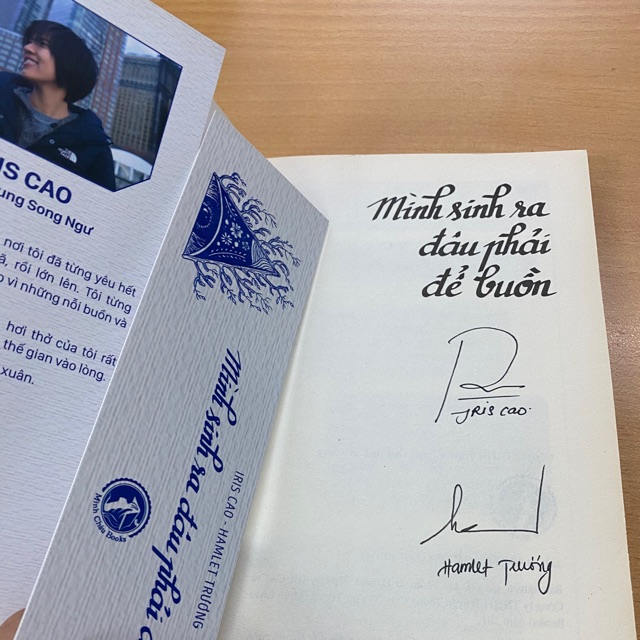 IS CAO
ung Song Ngư
nơi tôi đã từng yêu hết
ã, rồi lớn lên. Tôi từng
vì những nỗi buồn và
hơi thở của tôi rất
thế gian vào lòng.
xuân.
Mình sinh ra đâu phải
IRIS CAO - HAMLET TRƯƠNG
Minh Châu Books
Mình sinh ra
đâu phải
để buồn
IRIS CAO.
Hamlet Trương